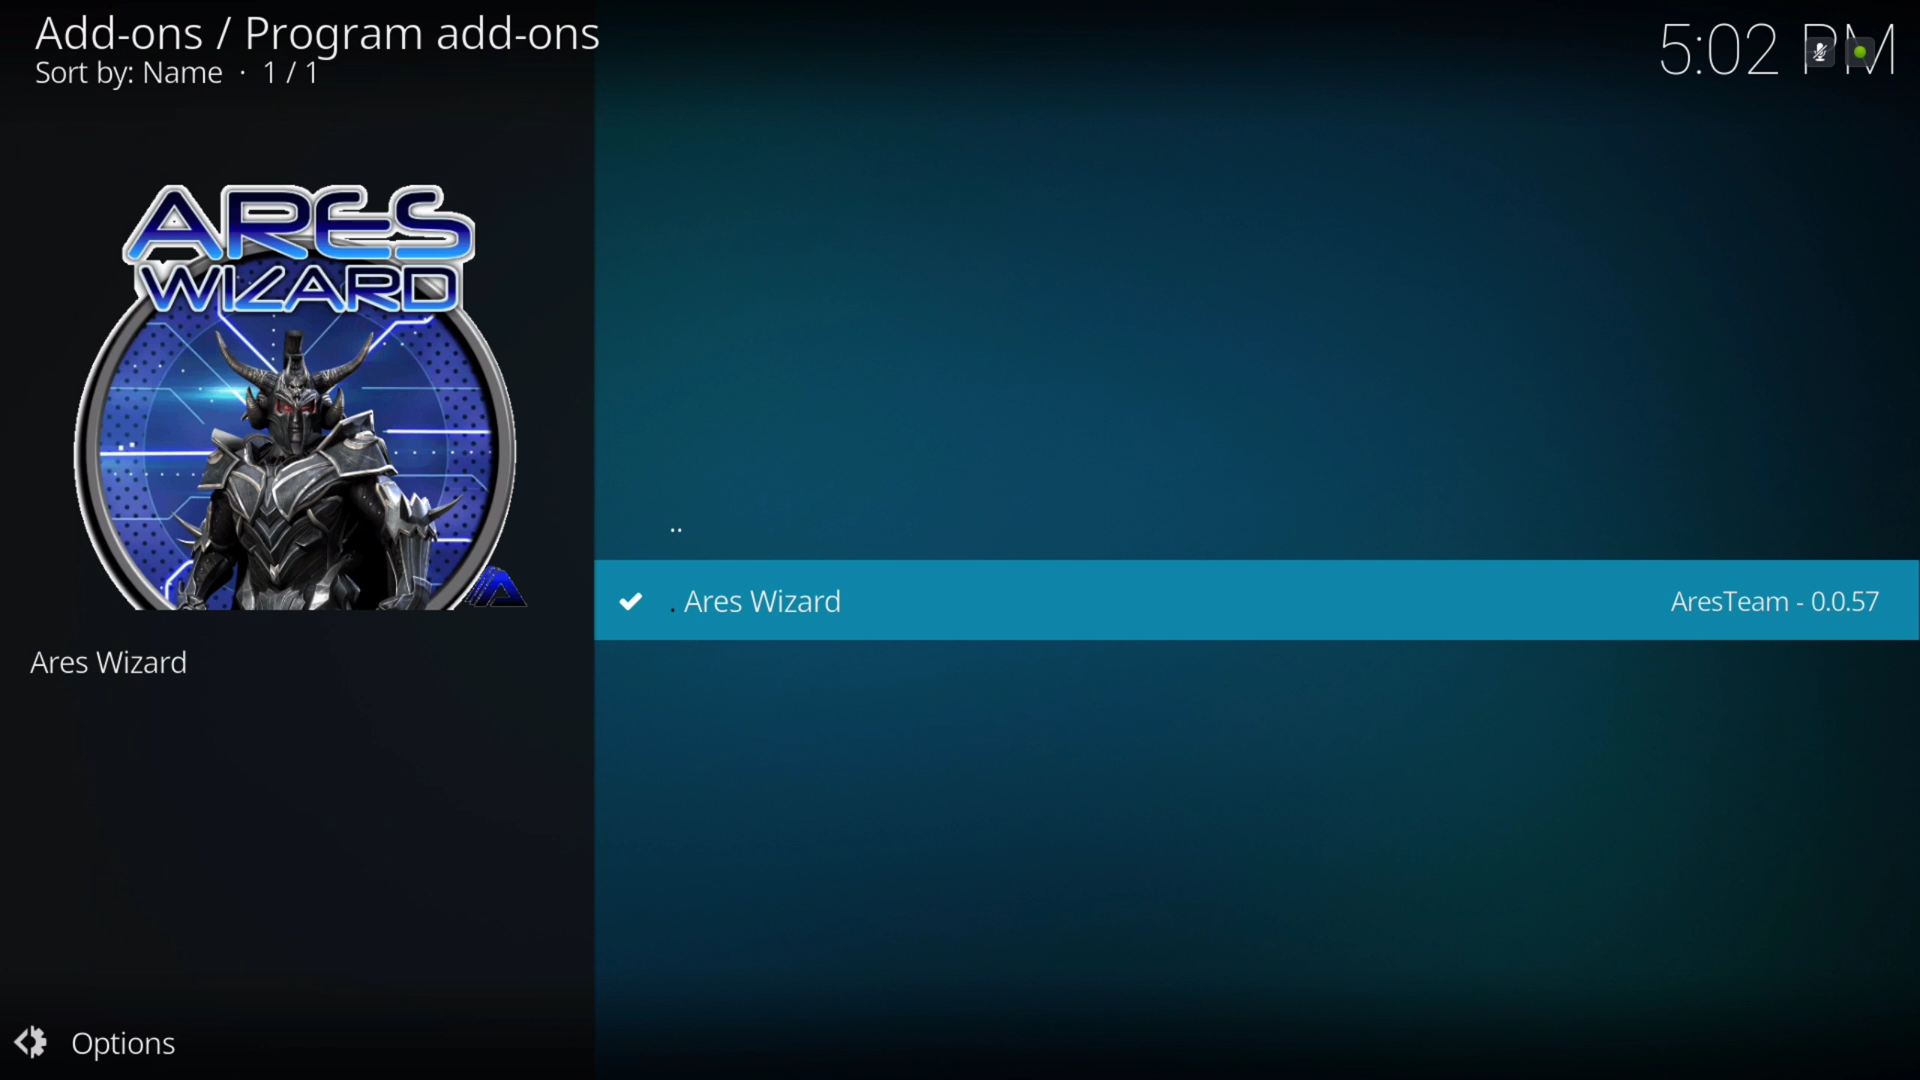 Add-ons / Program add-ons
Sort by: Name · 1 / 1
5:02 PM
ARES
WIZARD
..
. Ares Wizard
AresTeam - 0.0.57
Ares Wizard
Options